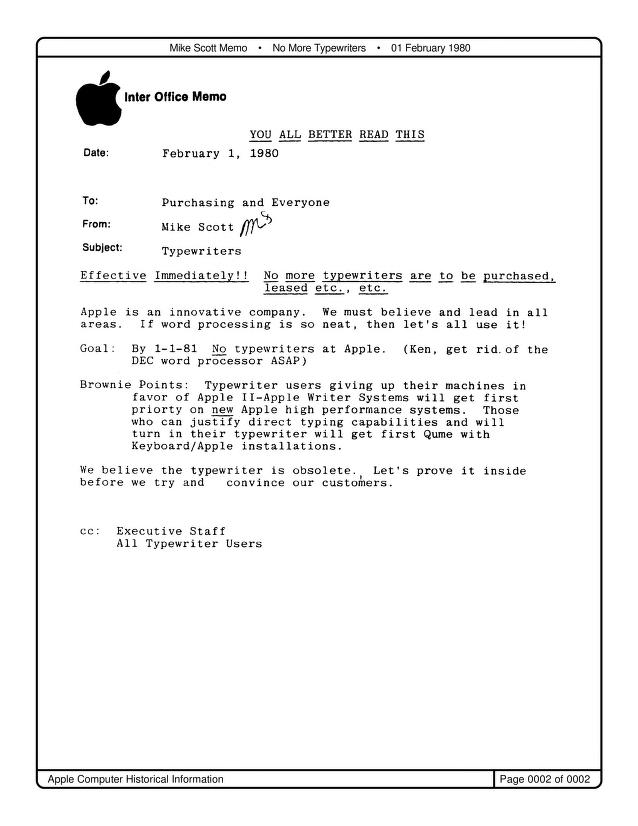 Mike Scott Memo • No More Typewriters • 01 February 1980
Inter Office Memo
YOU ALL BETTER READ THIS
Date: February 1, 1980
To: Purchasing and Everyone
From: Mike Scott MS
Subject: Typewriters
Effective Immediately!! No more typewriters are to be purchased,
leased etc., etc.
Apple is an innovative company. We must believe and lead in all
areas. If word processing is so neat, then let's all use it!
Goal: By 1-1-81 No typewriters at Apple. (Ken, get rid.of the
DEC word processor ASAP)
Brownie Points: Typewriter users giving up their machines in
favor of Apple II-Apple Writer Systems will get first
priorty on new Apple high performance systems. Those
who can justify direct typing capabilities and will
turn in their typewriter will get first Qume with
Keyboard/Apple installations.
We believe the typewriter is obsolete. Let's prove it inside
before we try and convince our customers.
cc: Executive Staff
All Typewriter Users
Apple Computer Historical Information
Page 0002 of 0002